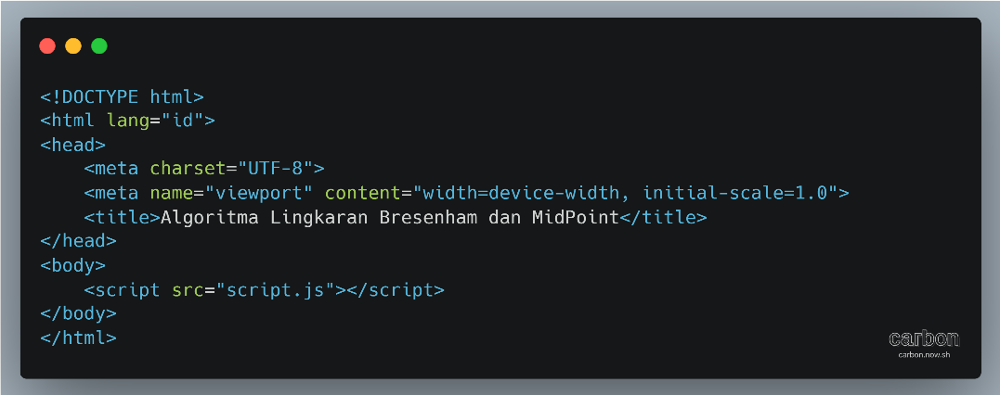 <!DOCTYPE html>
<html lang="id">
<head>
    <meta charset="UTF-8">
    <meta name="viewport" content="width=device-width, initial-scale=1.0">
    <title>Algoritma Lingkaran Bresenham dan MidPoint</title>
</head>
<body>
    <script src="script.js"></script>
</body>
</html>
carbon
carbon.now.sh